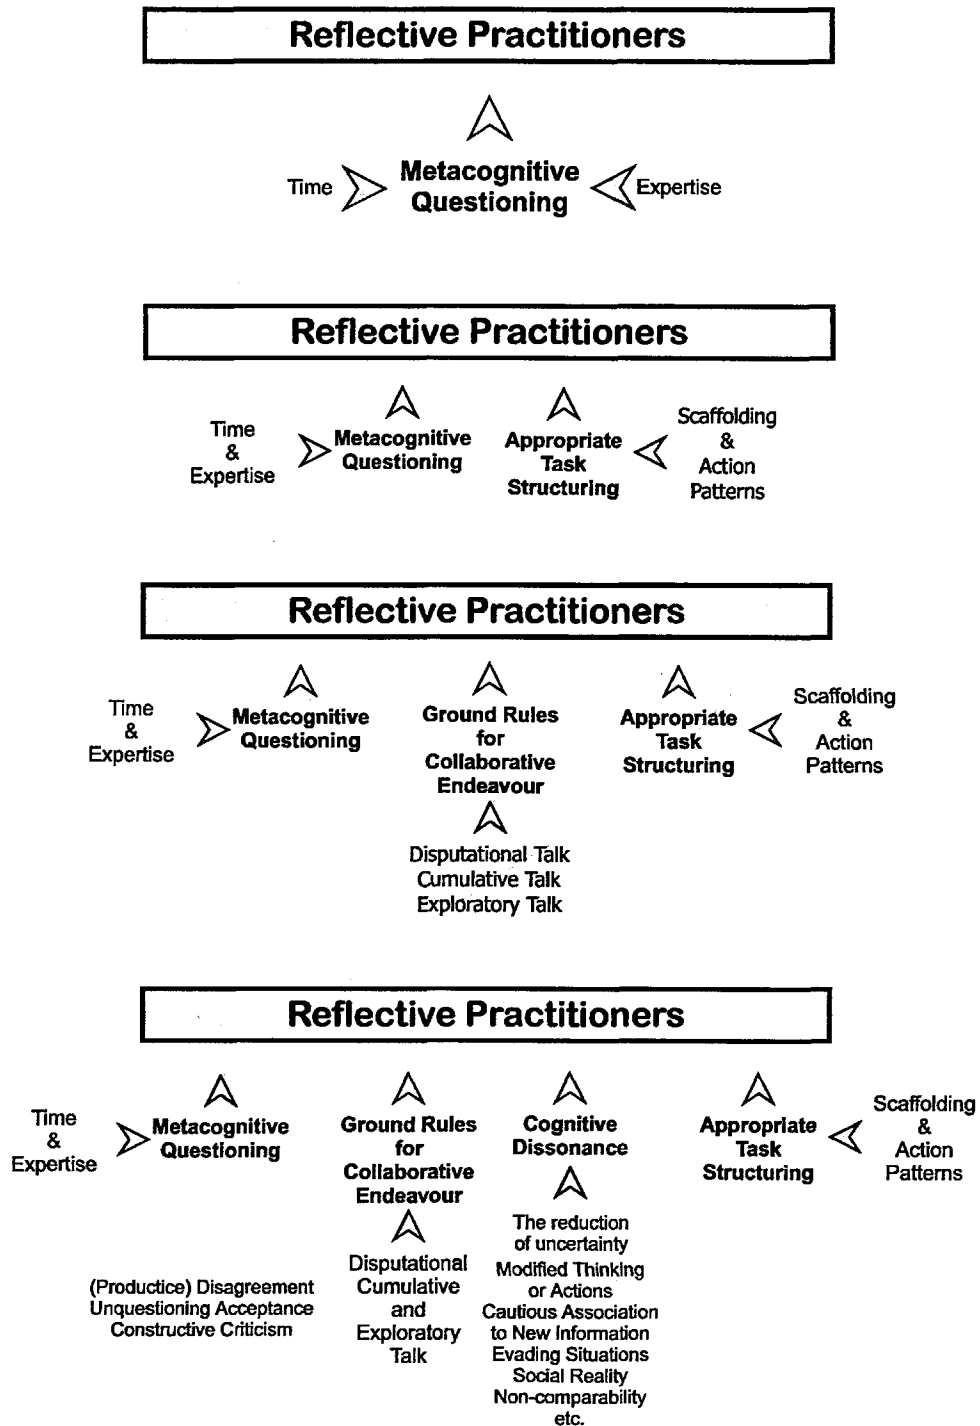 Reflective Practitioners
Time
Metacognitive
Questioning
Expertise
Reflective Practitioners
Time
&
Expertise
Metacognitive
Questioning
Appropriate
Task
Structuring
Scaffolding
&
Action
Patterns
Reflective Practitioners
Time
&
Expertise
Metacognitive
Questioning
Ground Rules
for
Collaborative
Endeavour
Disputational Talk
Cumulative Talk
Exploratory Talk
Appropriate
Task
Structuring
Scaffolding
&
Action
Patterns
Reflective Practitioners
Time
&
Expertise
Metacognitive
Questioning
(Productice) Disagreement
Unquestioning Acceptance
Constructive Criticism
Ground Rules
for
Collaborative
Endeavour
Disputational
Cumulative
and
Exploratory
Talk
Cognitive
Dissonance
The reduction
of uncertainty
Modified Thinking
or Actions
Cautious Association
to New Information
Evading Situations
Social Reality
Non-comparability
etc.
Appropriate
Task
Structuring
Scaffolding
&
Action
Patterns